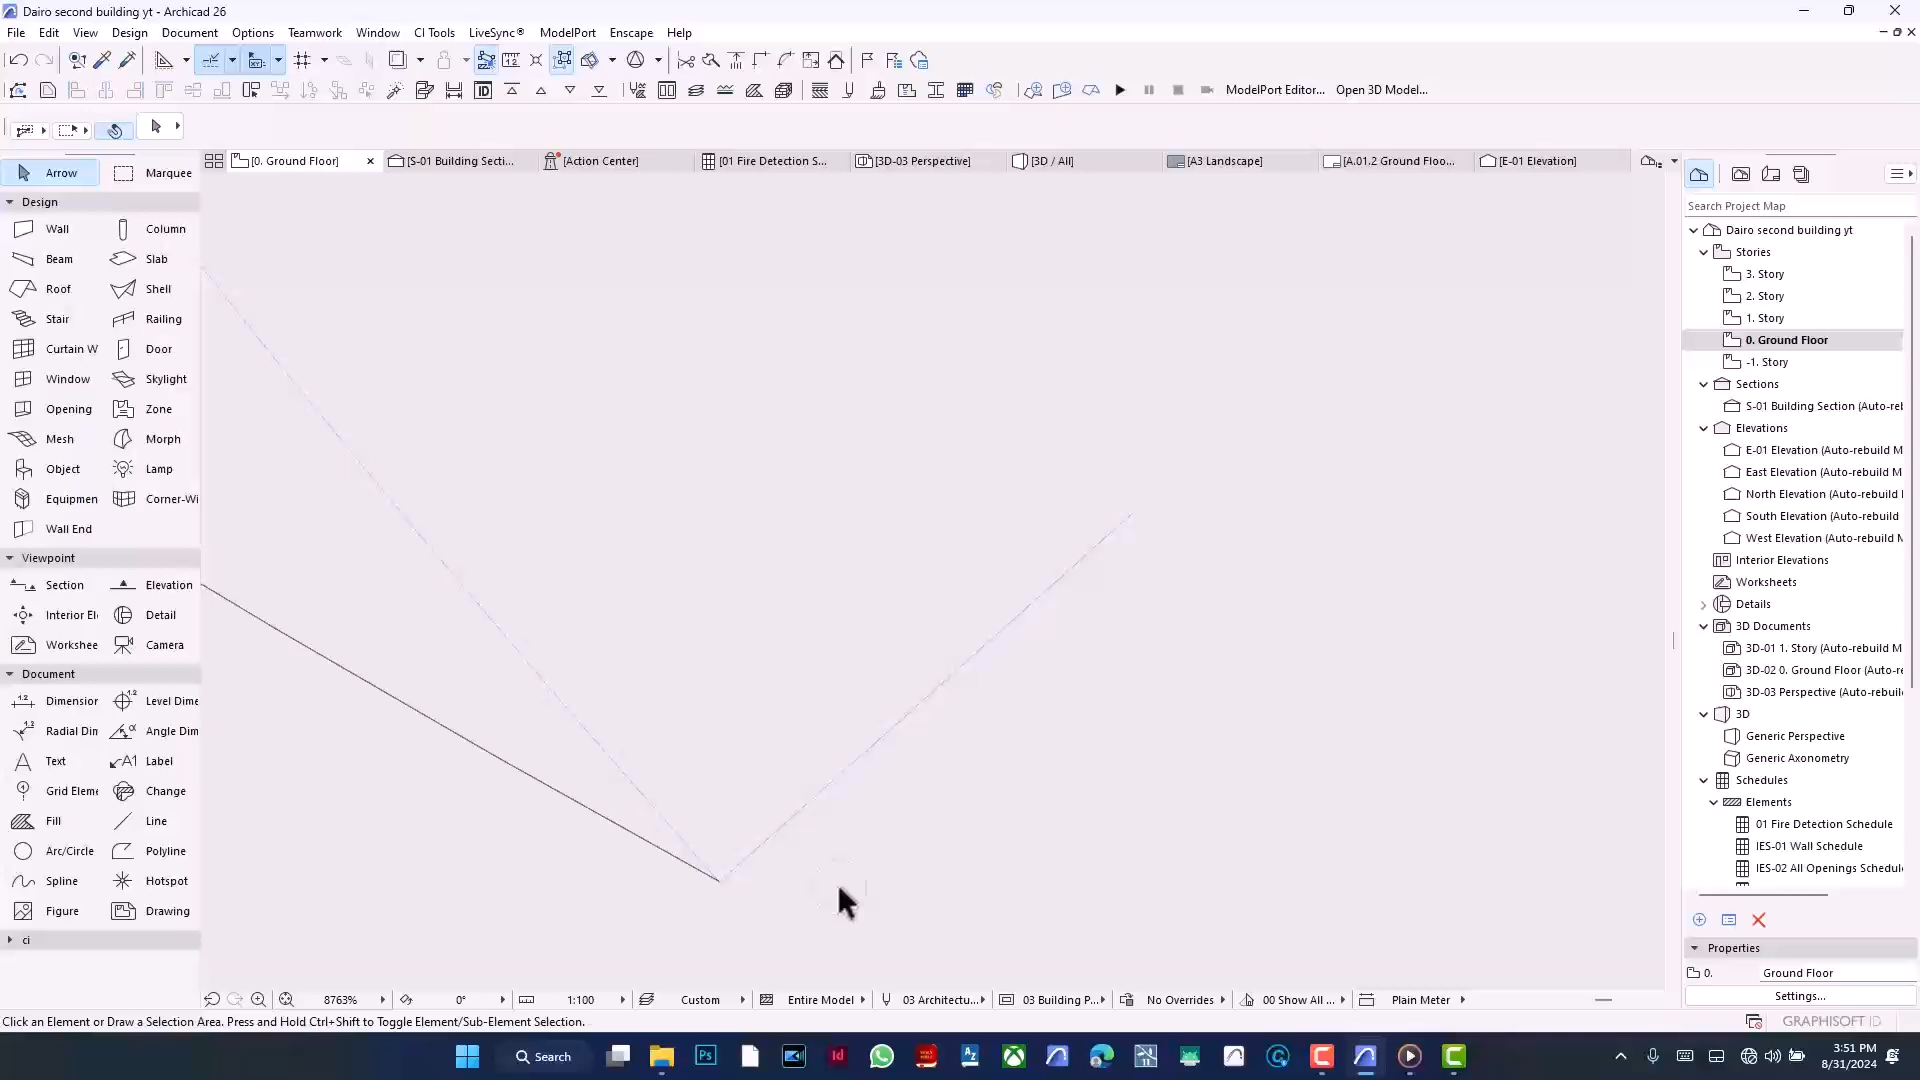 Dairo second building yt - Archicad 26
File Edit View Design Document Options Teamwork Window CI Tools LiveSync® ModelPort Enscape Help
ModelPort Editor... Open 3D Model...
[0. Ground Floor] [S-01 Building Secti... [Action Center] [01 Fire Detection S... [3D-03 Perspective] [3D / All] [A3 Landscape] [A.01.2 Ground Floo... [E-01 Elevation]
Arrow Marquee
Design
Wall Column
Beam Slab
Roof Shell
Stair Railing
Curtain W Door
Window Skylight
Opening Zone
Mesh Morph
Object Lamp
Equipmen Corner-Wi
Wall End
Viewpoint
Section Elevation
Interior El Detail
Workshee Camera
Document
Dimension Level Dime
Radial Dim Angle Dim
Text Label
Grid Eleme Change
Fill Line
Arc/Circle Polyline
Spline Hotspot
Figure Drawing
ci
Search Project Map
Dairo second building yt
Stories
3. Story
2. Story
1. Story
0. Ground Floor
-1. Story
Sections
S-01 Building Section (Auto-reb
Elevations
E-01 Elevation (Auto-rebuild M
East Elevation (Auto-rebuild M
North Elevation (Auto-rebuild
South Elevation (Auto-rebuild
West Elevation (Auto-rebuild M
Interior Elevations
Worksheets
Details
3D Documents
3D-01 1. Story (Auto-rebuild M
3D-02 0. Ground Floor (Auto-re
3D-03 Perspective (Auto-rebuild
3D
Generic Perspective
Generic Axonometry
Schedules
Elements
01 Fire Detection Schedule
IES-01 Wall Schedule
IES-02 All Openings Schedule
Properties
0. Ground Floor
Settings...
8763% 0° 1:100 Custom Entire Model 03 Architectu... 03 Building P... No Overrides 00 Show All ... Plain Meter
Click an Element or Draw a Selection Area. Press and Hold Ctrl+Shift to Toggle Element/Sub-Element Selection.
GRAPHISOFT ID
Search
3:51 PM
8/31/2024